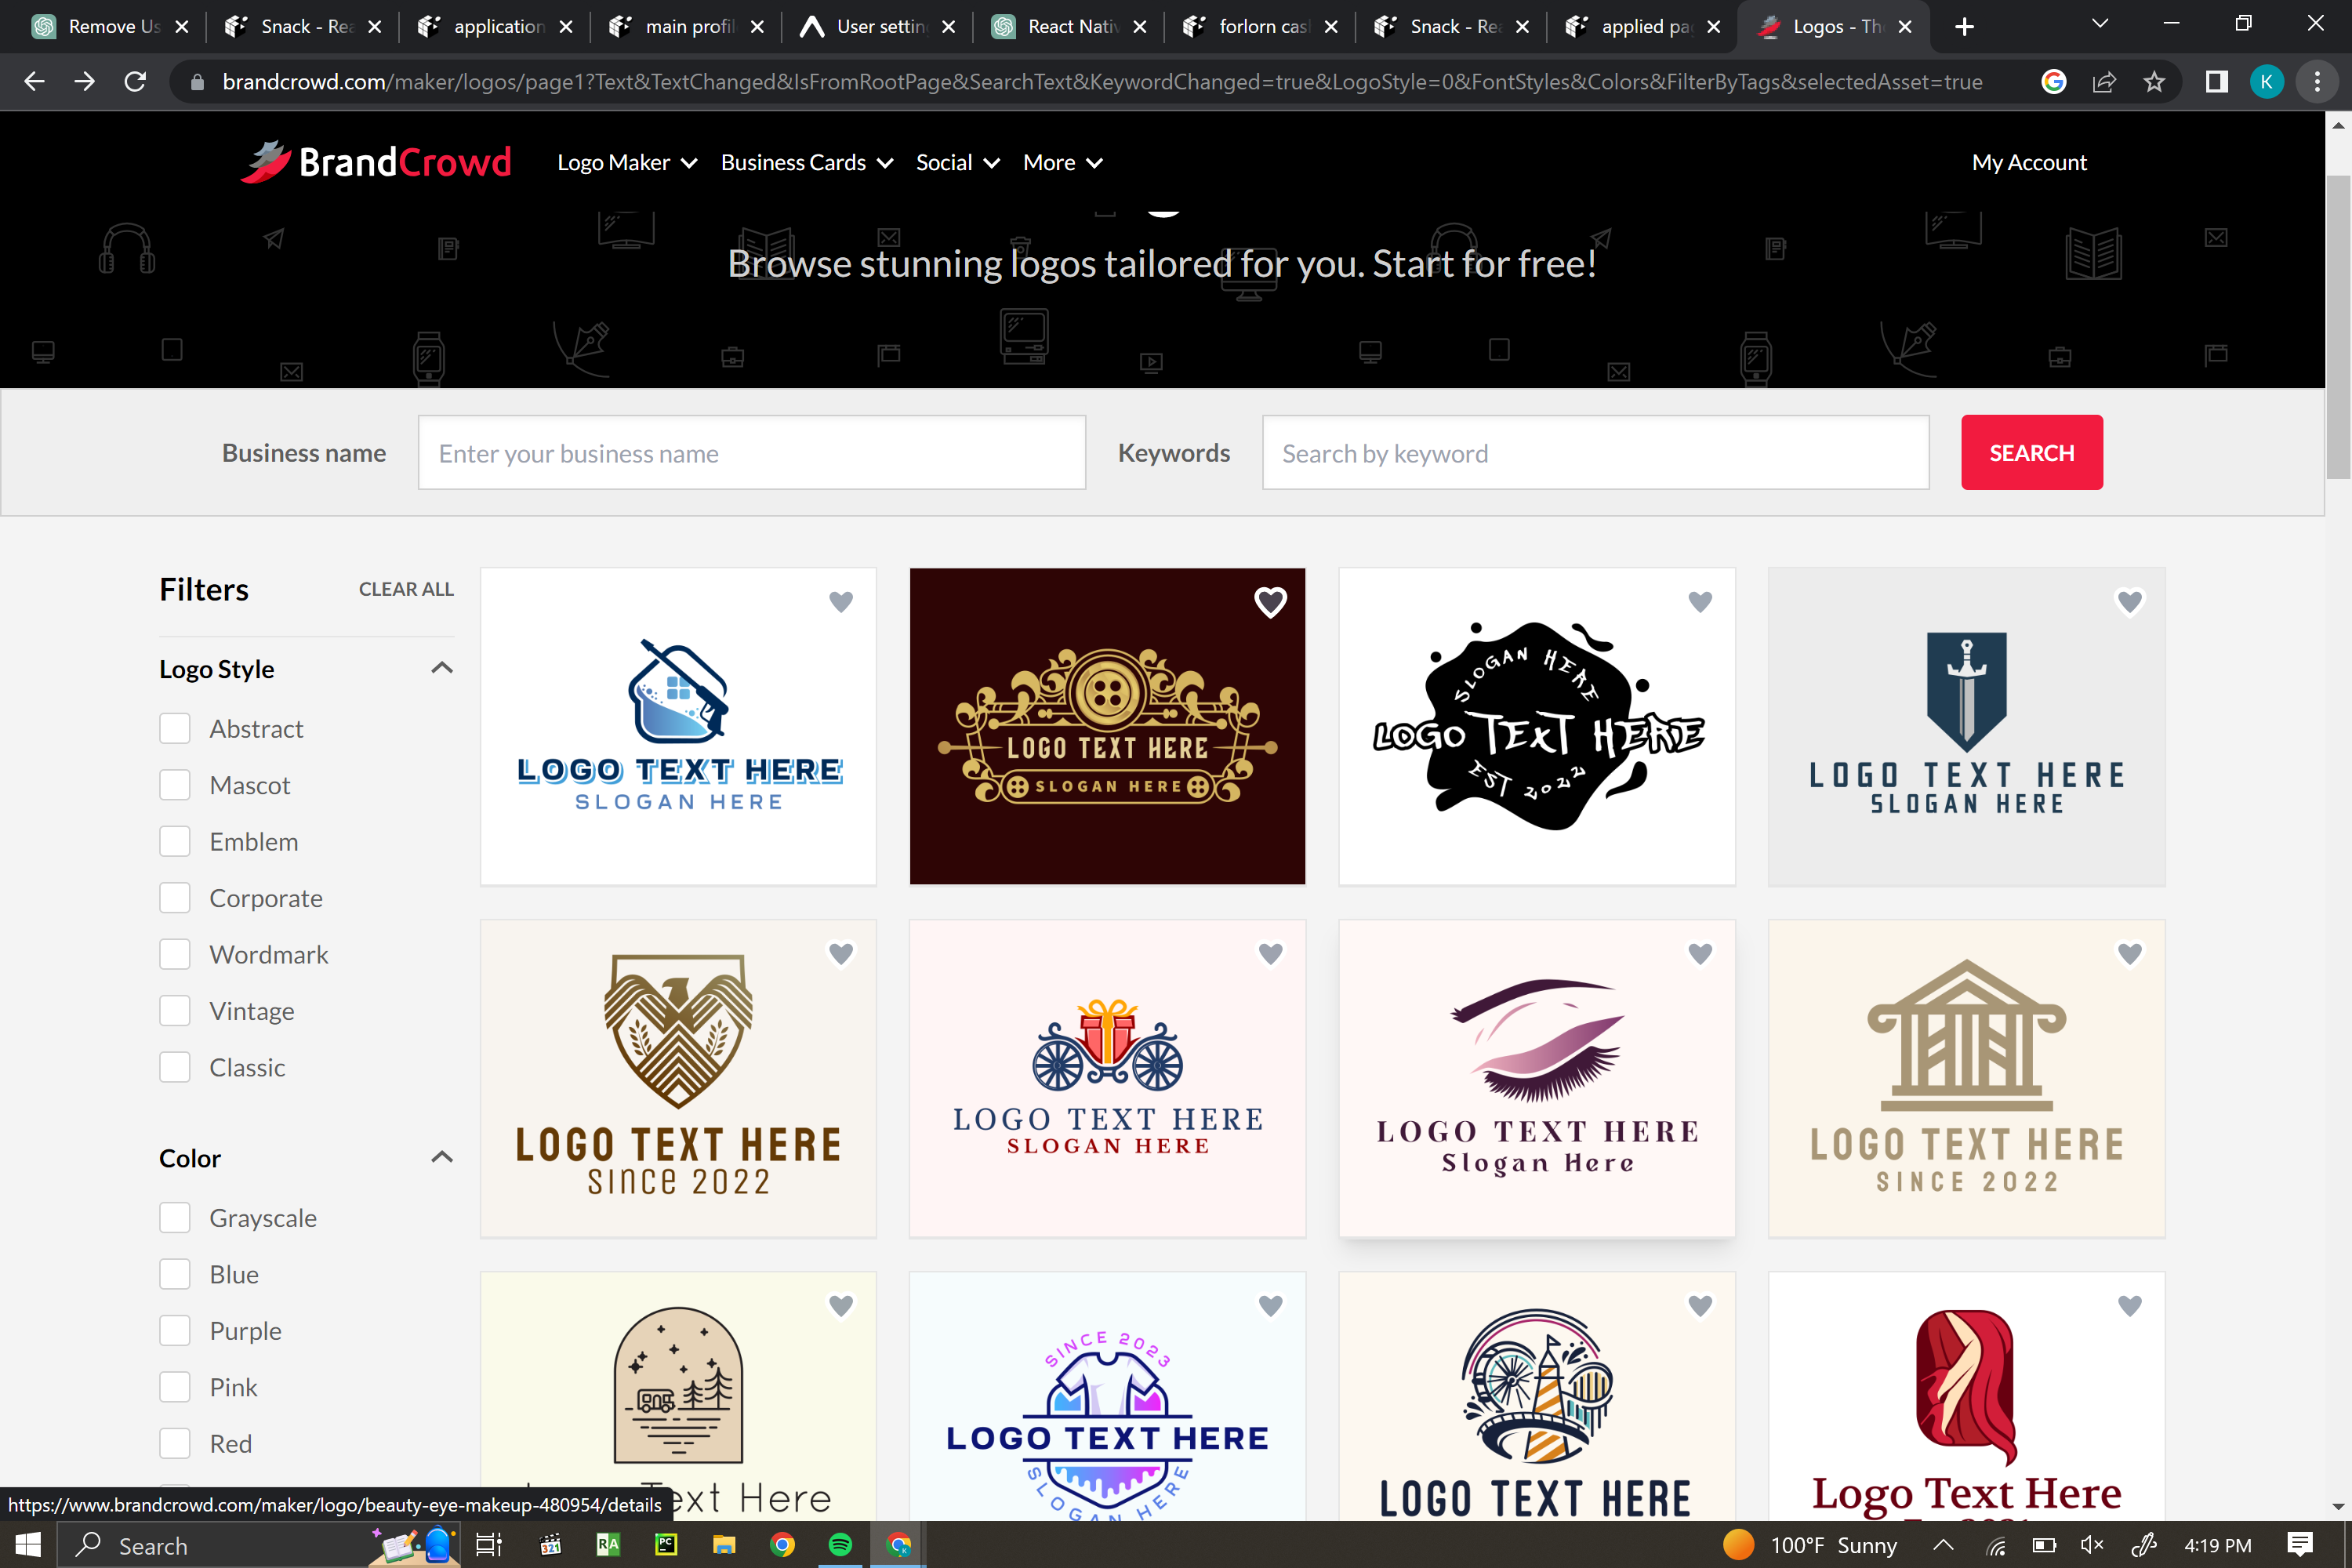 Remove Us
Snack - Rea
application
main profil
User settin
React Nativ
forlorn cas
Snack - Rea
applied pa
Logos - Th
brandcrowd.com/maker/logos/page1?Text&TextChanged&IsFromRootPage&SearchText&KeywordChanged=true&LogoStyle=0&FontStyles&Colors&FilterByTags&selectedAsset=true
K
BrandCrowd
Logo Maker
Business Cards
Social
More
My Account
Browse stunning logos tailored for you. Start for free!
Business name
Enter your business name
Keywords
Search by keyword
SEARCH
Filters
CLEAR ALL
Logo Style
Abstract
Mascot
Emblem
Corporate
Wordmark
Vintage
Classic
Color
Grayscale
Blue
Purple
Pink
Red
LOGO TEXT HERE
SLOGAN HERE
LOGO TEXT HERE
SLOGAN HERE
SLOGAN HERE
LOGO TEXT HERE
EST 2022
LOGO TEXT HERE
SLOGAN HERE
LOGO TEXT HERE
SINCE 2022
LOGO TEXT HERE
SLOGAN HERE
LOGO TEXT HERE
Slogan Here
LOGO TEXT HERE
SINCE 2022
Text Here
SINCE 2023
LOGO TEXT HERE
SLOGAN HERE
LOGO TEXT HERE
Logo Text Here
https://www.brandcrowd.com/maker/logo/beauty-eye-makeup-480954/details
Search
321
RA
PC
100°F Sunny
4:19 PM